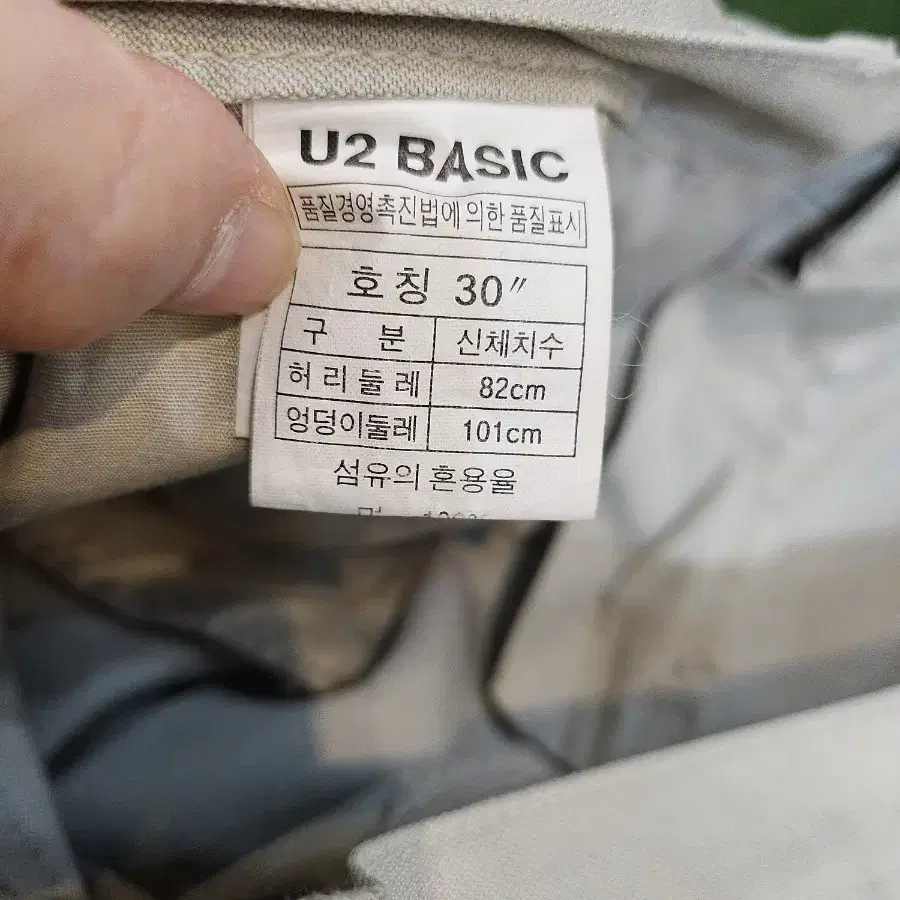 U2 BASIC
품질경영촉진법에 의한 품질표시
호칭 30″
구 분 신체치수
허리둘레 82cm
엉덩이둘레 101cm
섬유의 혼용율